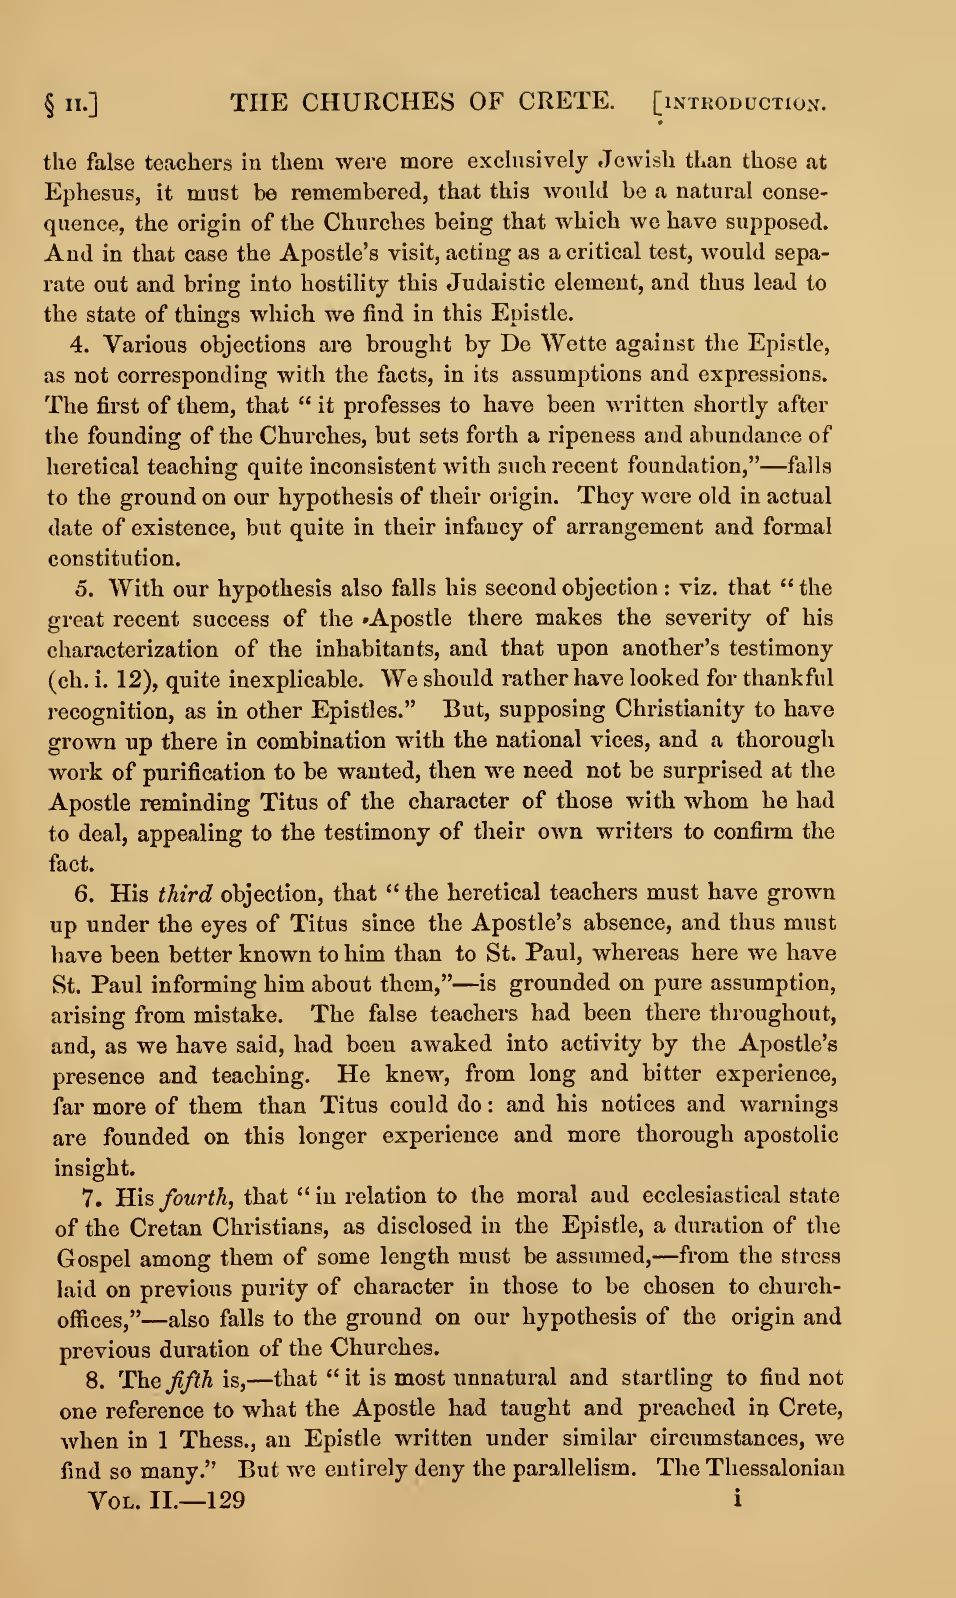 § II.] THE CHURCHES OF CRETE. [INTRODUCTION.
the false teachers in them were more exclusively Jewish than those at
Ephesus, it must be remembered, that this would be a natural conse-
quence, the origin of the Churches being that which we have supposed.
And in that case the Apostle's visit, acting as a critical test, would sepa-
rate out and bring into hostility this Judaistic element, and thus lead to
the state of things which we find in this Epistle.
4. Various objections are brought by De Wette against the Epistle,
as not corresponding with the facts, in its assumptions and expressions.
The first of them, that “ it professes to have been written shortly after
the founding of the Churches, but sets forth a ripeness and abundance of
heretical teaching quite inconsistent with such recent foundation,”—falls
to the ground on our hypothesis of their origin. They were old in actual
date of existence, but quite in their infancy of arrangement and formal
constitution.
5. With our hypothesis also falls his second objection : viz. that “ the
great recent success of the Apostle there makes the severity of his
characterization of the inhabitants, and that upon another's testimony
(ch. i. 12), quite inexplicable. We should rather have looked for thankful
recognition, as in other Epistles.” But, supposing Christianity to have
grown up there in combination with the national vices, and a thorough
work of purification to be wanted, then we need not be surprised at the
Apostle reminding Titus of the character of those with whom he had
to deal, appealing to the testimony of their own writers to confirm the
fact.
6. His third objection, that “ the heretical teachers must have grown
up under the eyes of Titus since the Apostle's absence, and thus must
have been better known to him than to St. Paul, whereas here we have
St. Paul informing him about them,”—is grounded on pure assumption,
arising from mistake. The false teachers had been there throughout,
and, as we have said, had been awaked into activity by the Apostle's
presence and teaching. He knew, from long and bitter experience,
far more of them than Titus could do : and his notices and warnings
are founded on this longer experience and more thorough apostolic
insight.
7. His fourth, that “ in relation to the moral and ecclesiastical state
of the Cretan Christians, as disclosed in the Epistle, a duration of the
Gospel among them of some length must be assumed,—from the stress
laid on previous purity of character in those to be chosen to church-
offices,”—also falls to the ground on our hypothesis of the origin and
previous duration of the Churches.
8. The fifth is,—that “ it is most unnatural and startling to find not
one reference to what the Apostle had taught and preached in Crete,
when in 1 Thess., an Epistle written under similar circumstances, we
find so many.” But we entirely deny the parallelism. The Thessalonian
VOL. II.—129 i